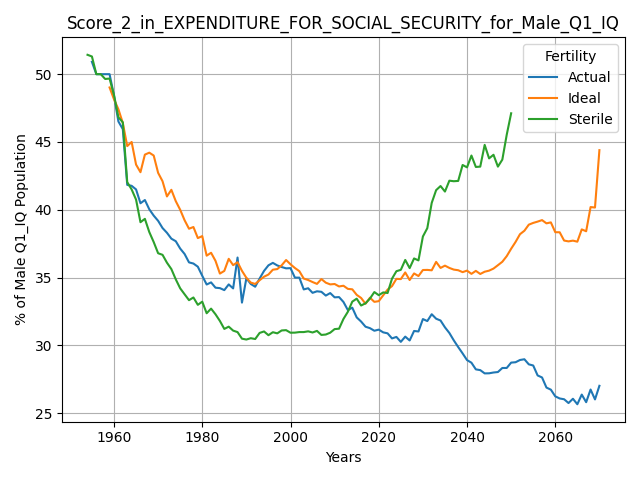 Score_2_in_EXPENDITURE_FOR_SOCIAL_SECURITY_for_Male_Q1_IQ
Fertility
Actual
Ideal
Sterile
% of Male Q1_IQ Population
50
45
40
35
30
25
1960
1980
2000
2020
2040
2060
Years